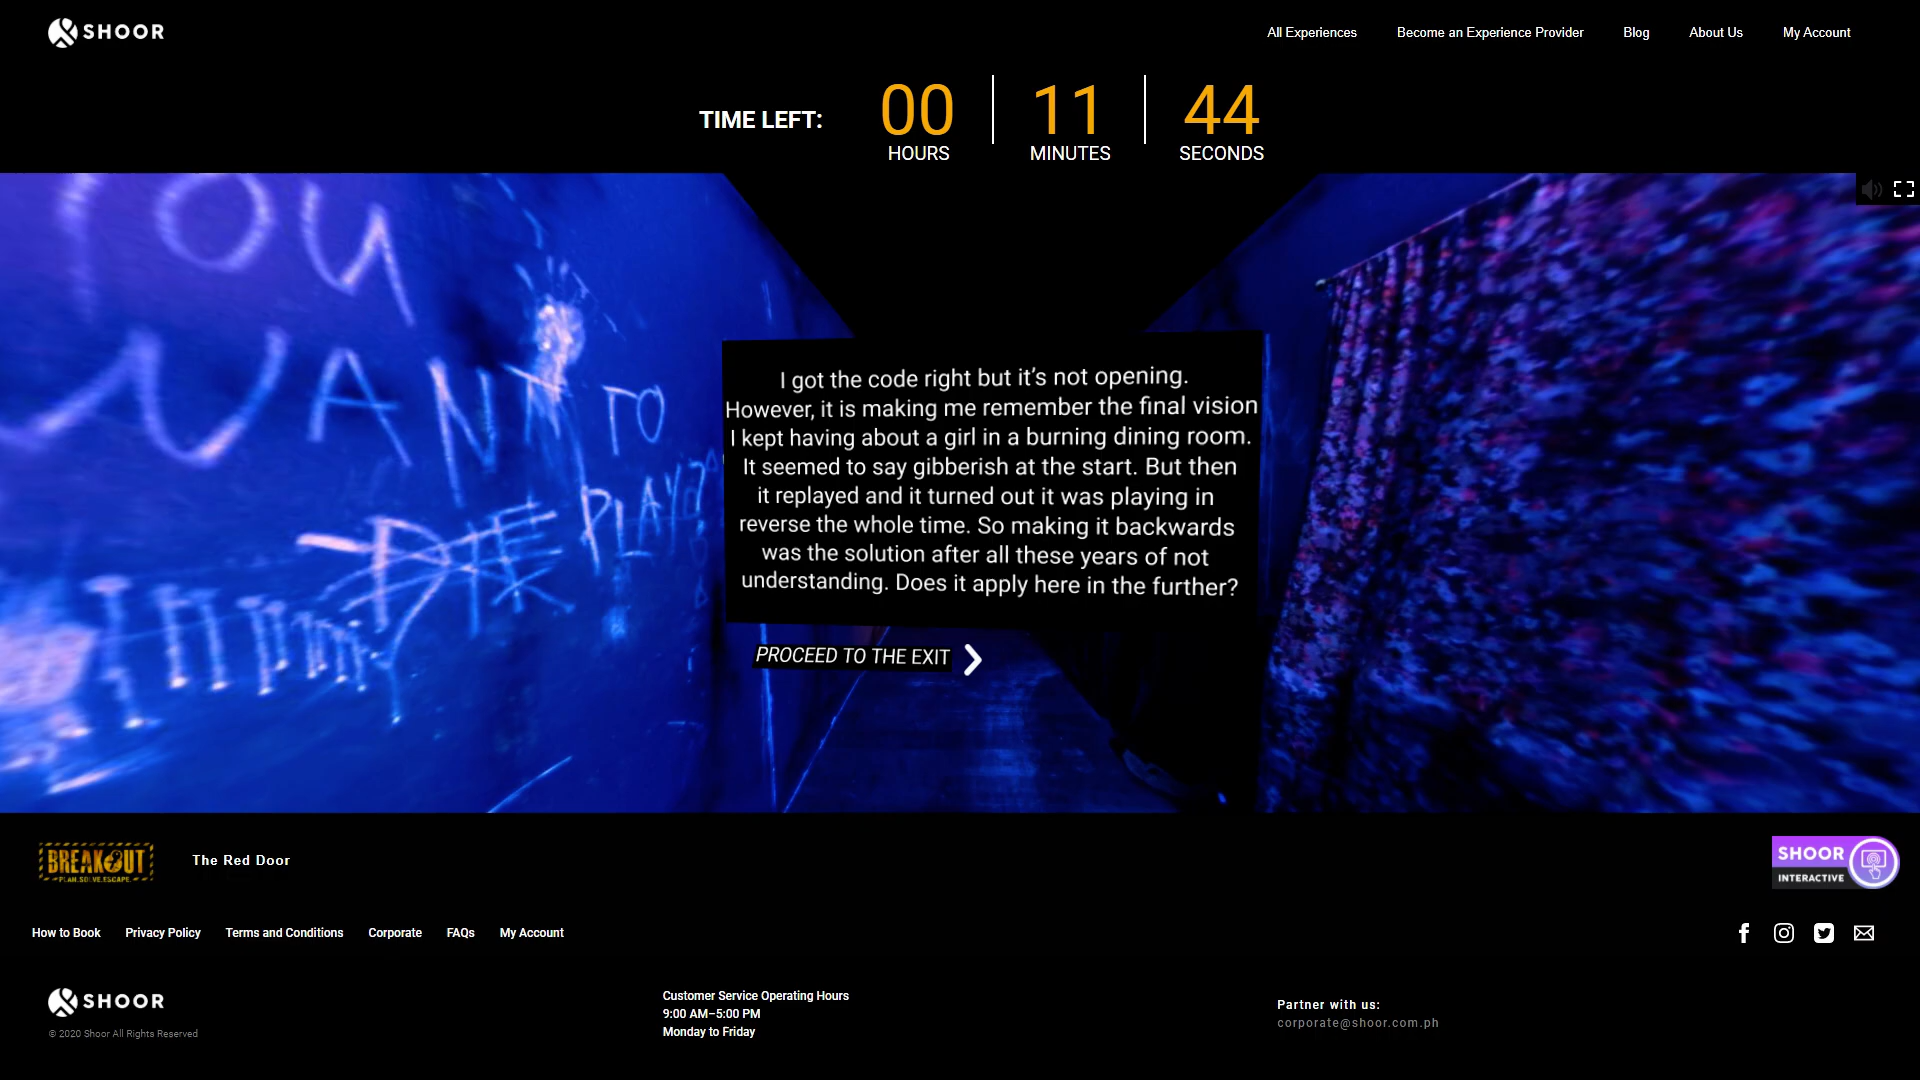 SHOOR
All Experiences
Become an Experience Provider
Blog
About Us
My Account
TIME LEFT:
00
11
44
HOURS
MINUTES
SECONDS
YOU
WANT TO
DIE PLAY?
I got the code right but it's not opening.
However, it is making me remember the final vision
I kept having about a girl in a burning dining room.
It seemed to say gibberish at the start. But then
it replayed and it turned out it was playing in
reverse the whole time. So making it backwards
was the solution after all these years of not
understanding. Does it apply here in the further?
PROCEED TO THE EXIT
BREAKOUT
PLAN.SOLVE.ESCAPE.
The Red Door
SHOOR
INTERACTIVE
How to Book
Privacy Policy
Terms and Conditions
Corporate
FAQs
My Account
SHOOR
© 2020 Shoor All Rights Reserved
Customer Service Operating Hours
9:00 AM–5:00 PM
Monday to Friday
Partner with us:
corporate@shoor.com.ph